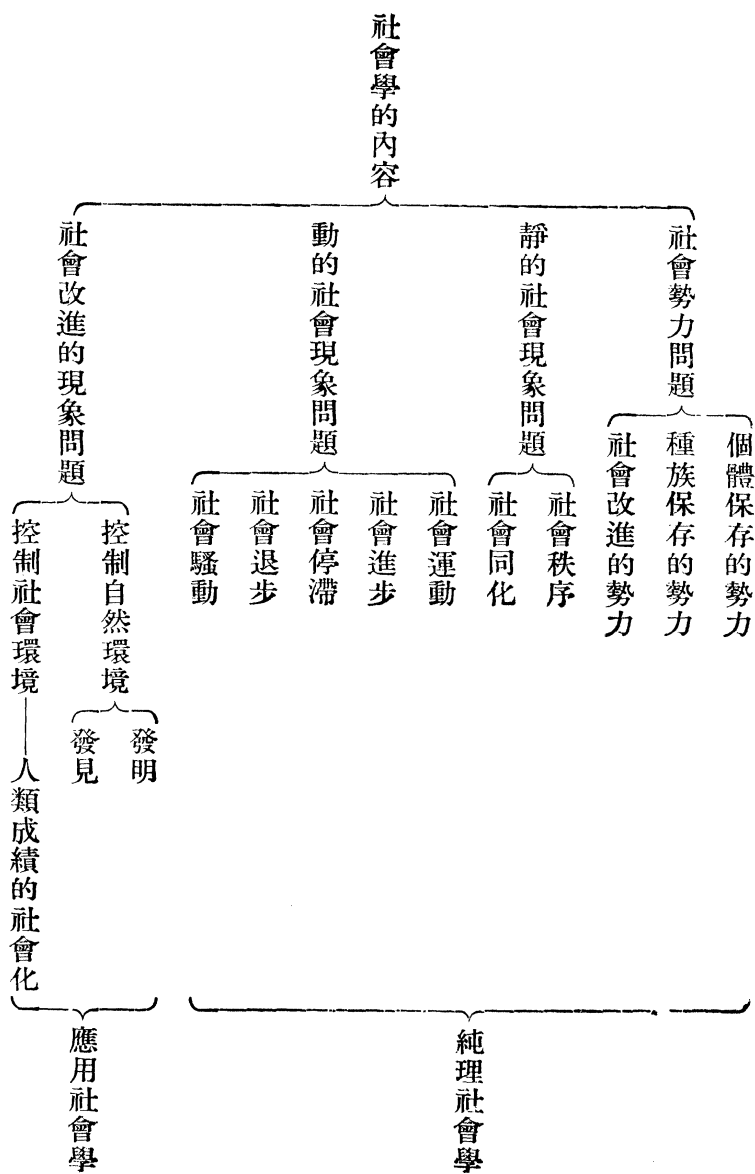 社會學的內容
社會勢力問題
個體保存的勢力
種族保存的勢力
社會改進的勢力
靜的社會現象問題
社會秩序
社會同化
動的社會現象問題
社會運動
社會進步
社會停滯
社會退步
社會騷動
社會改進的現象問題
控制自然環境
發明
發見
控制社會環境——人類成績的社會化
純理社會學
應用社會學